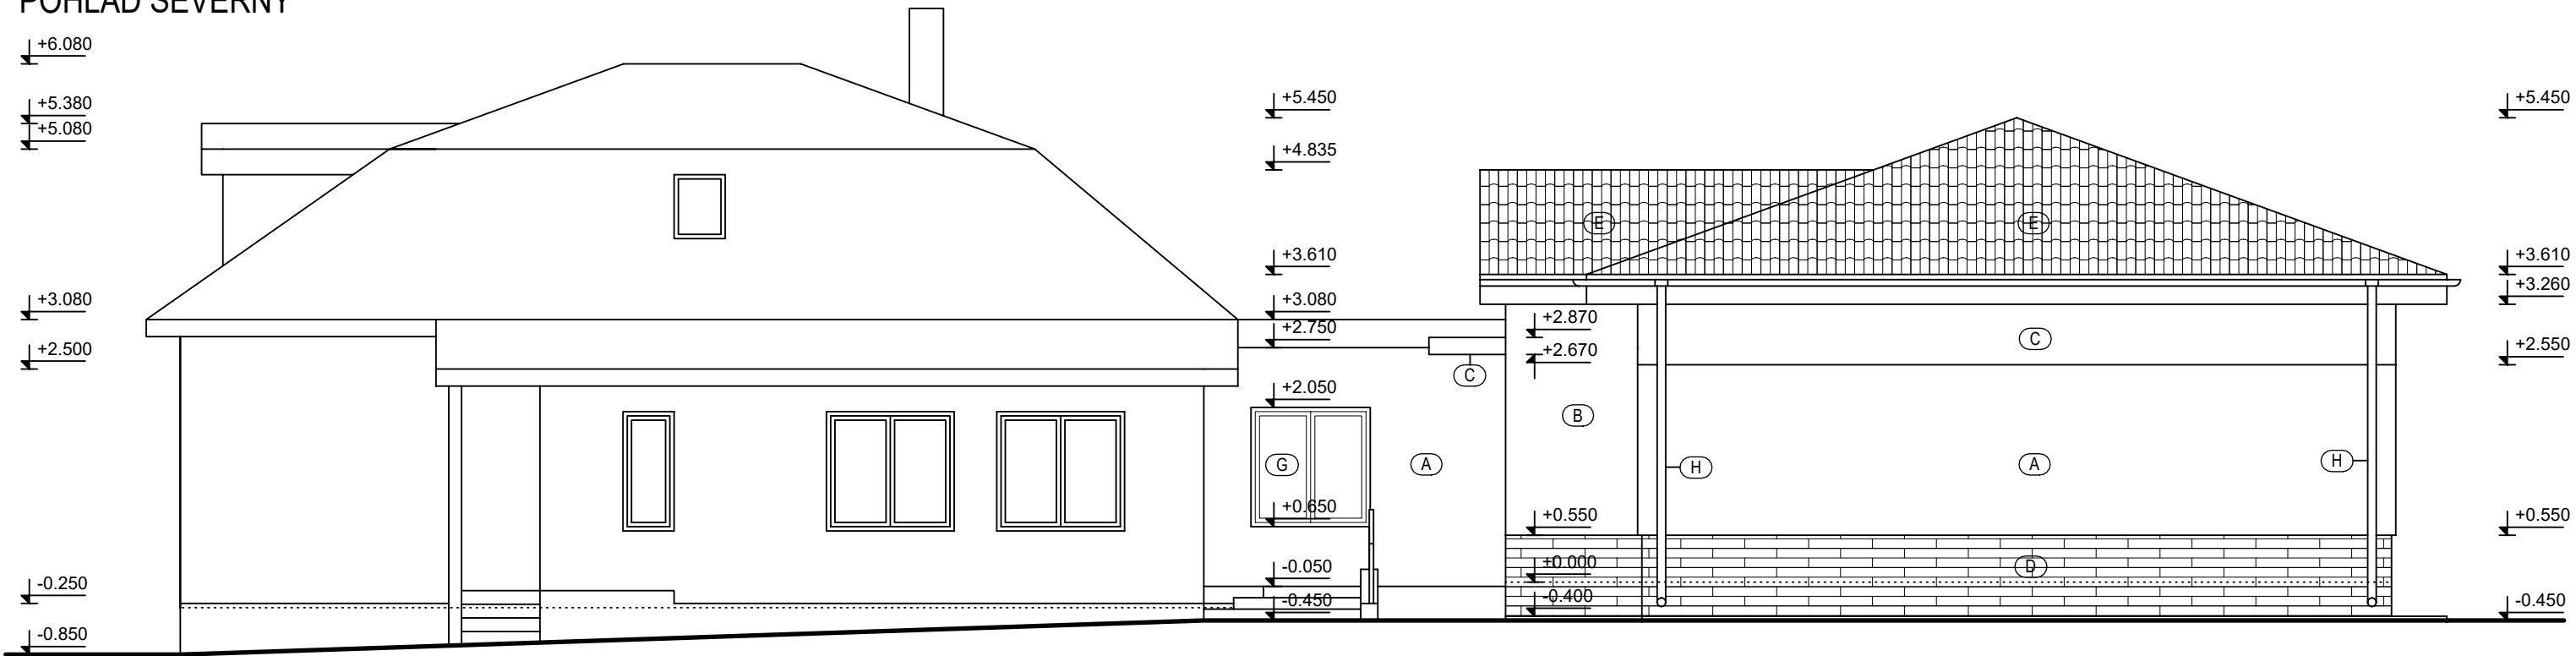 POHĽAD SEVERNÝ
+6.080
+5.380
+5.080
+3.080
+2.500
-0.250
-0.850
+5.450
+4.835
+3.610
+3.080
+2.750
+2.050
+0.650
-0.050
-0.450
G
A
C
+2.870
+2.670
B
+0.550
+0.000
-0.400
E
E
C
H
A
H
D
+5.450
+3.610
+3.260
+2.550
+0.550
-0.450